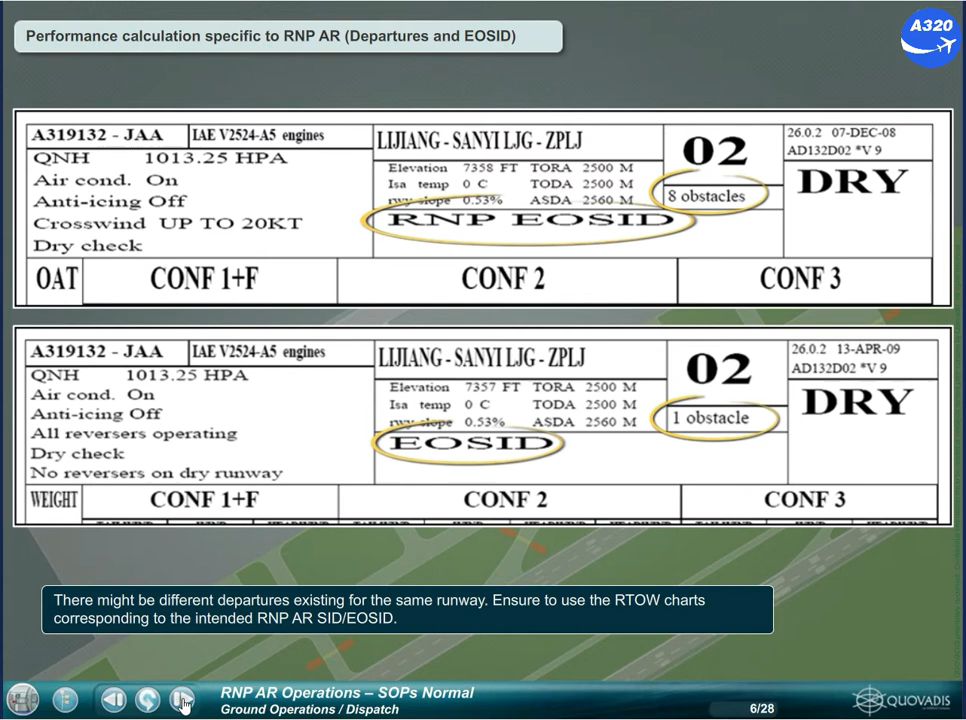 Performance calculation specific to RNP AR (Departures and EOSID)
A320
A319132 - JAA
IAE V2524-A5 engines
QNH 1013.25 HPA
Air cond. On
Anti-icing Off
Crosswind UP TO 20KT
Dry check
LIJIANG - SANYI LJG - ZPLJ
Elevation 7358 FT TORA 2500 M
Isa temp 0 C TODA 2500 M
rwy slope 0.53% ASDA 2560 M
RNP EOSID
02
8 obstacles
26.0.2 07-DEC-08
AD132D02 *V 9
DRY
OAT CONF 1+F CONF 2 CONF 3
A319132 - JAA
IAE V2524-A5 engines
QNH 1013.25 HPA
Air cond. On
Anti-icing Off
All reversers operating
Dry check
No reversers on dry runway
LIJIANG - SANYI LJG - ZPLJ
Elevation 7357 FT TORA 2500 M
Isa temp 0 C TODA 2500 M
rwy slope 0.53% ASDA 2560 M
EOSID
02
1 obstacle
26.0.2 13-APR-09
AD132D02 *V 9
DRY
WEIGHT CONF 1+F CONF 2 CONF 3
There might be different departures existing for the same runway. Ensure to use the RTOW charts
corresponding to the intended RNP AR SID/EOSID.
RNP AR Operations – SOPs Normal
Ground Operations / Dispatch
6/28
QUOVADIS